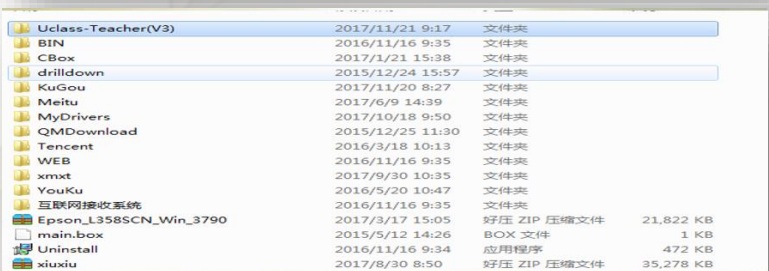 Uclass-Teacher(V3) 2017/11/21 9:17 文件夹
BIN 2016/11/16 9:35 文件夹
CBox 2017/1/21 15:38 文件夹
drilldown 2015/12/24 15:57 文件夹
KuGou 2017/11/20 8:27 文件夹
Meitu 2017/6/9 14:39 文件夹
MyDrivers 2017/10/18 9:50 文件夹
QMDownload 2015/12/25 11:30 文件夹
Tencent 2016/3/18 10:13 文件夹
WEB 2016/11/16 9:35 文件夹
xmxt 2017/9/30 10:35 文件夹
YouKu 2016/5/20 10:47 文件夹
互联网接收系统 2016/11/16 9:35 文件夹
Epson_L358SCN_Win_3790 2017/3/17 15:05 好压 ZIP 压缩文件 21,822 KB
main.box 2015/5/12 14:26 BOX 文件 1 KB
Uninstall 2016/11/16 9:34 应用程序 472 KB
xiuxiu 2017/8/30 8:50 好压 ZIP 压缩文件 35,278 KB